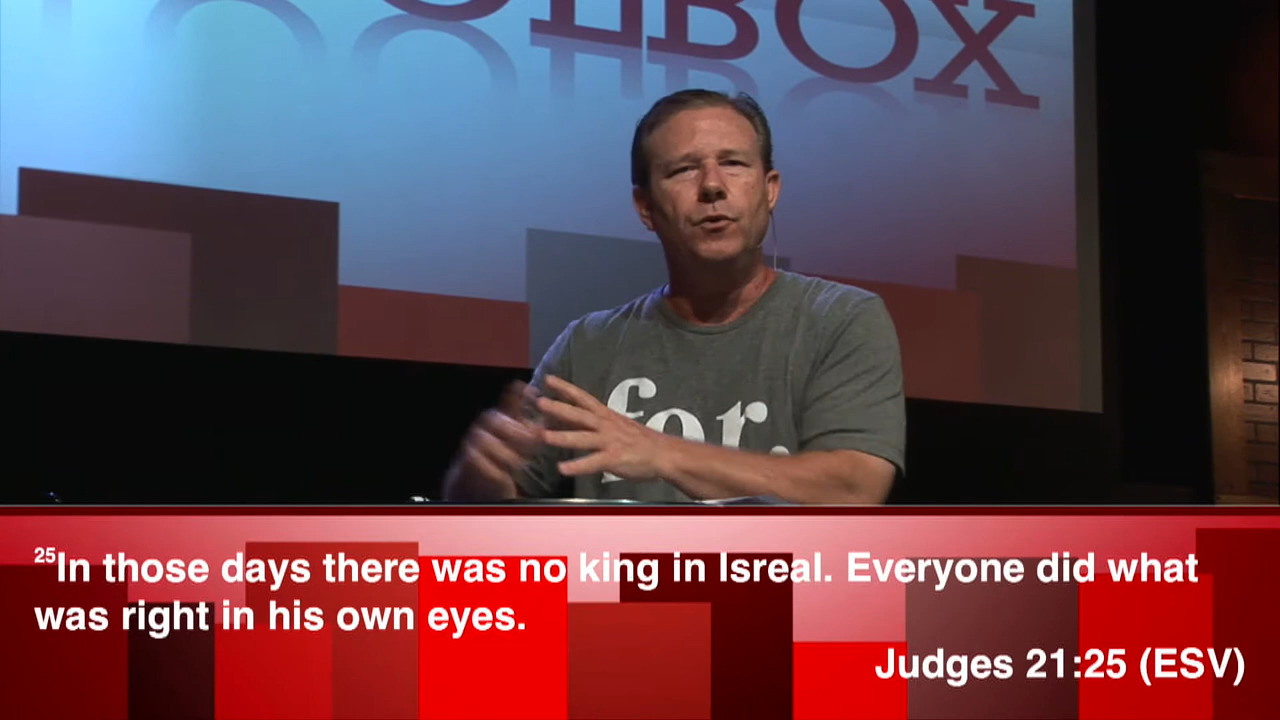 for.
25In those days there was no king in Isreal. Everyone did what
was right in his own eyes.
Judges 21:25 (ESV)